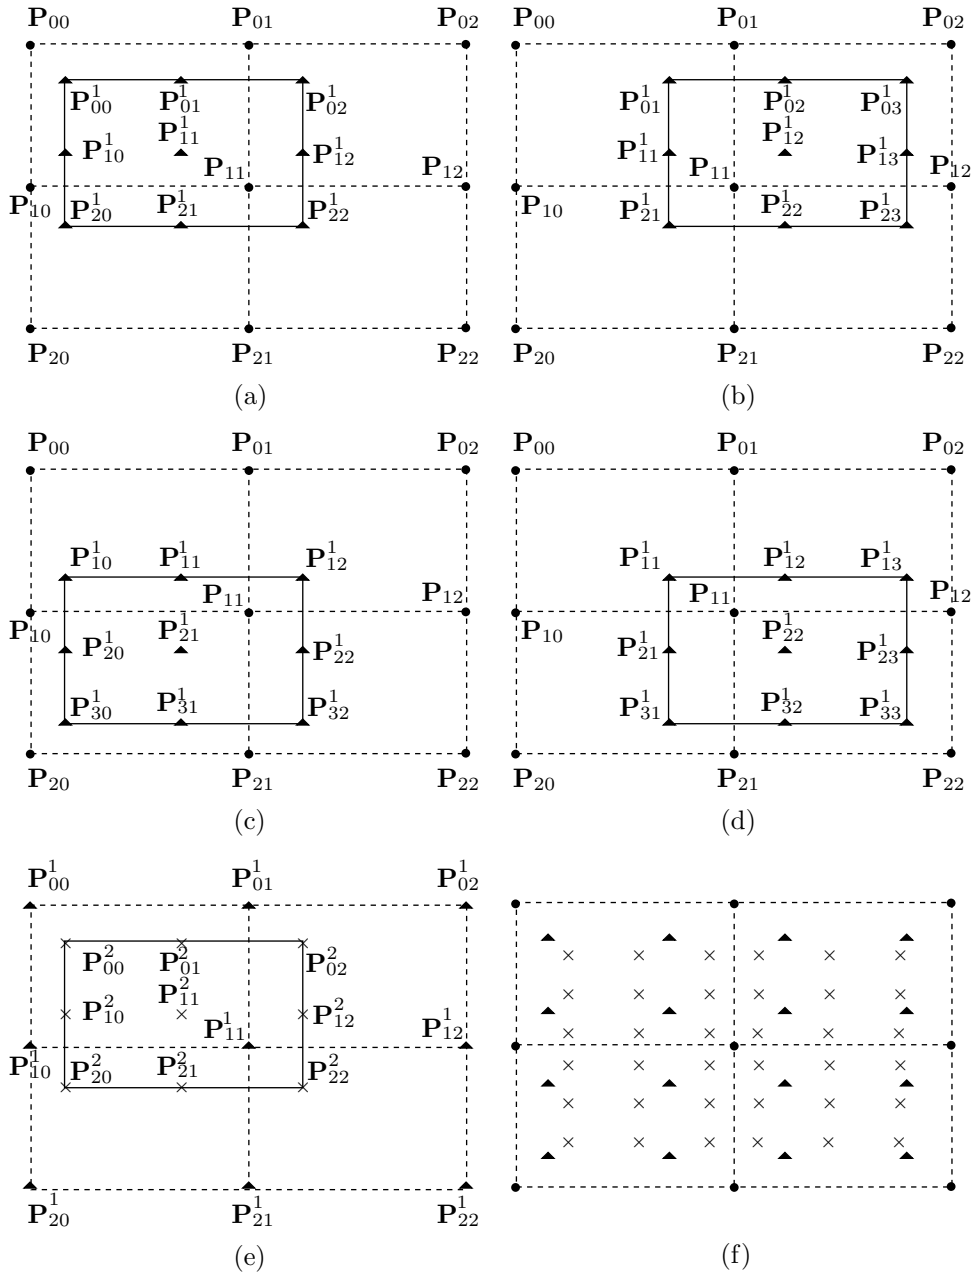 P₀₀ P₀₁ P₀₂ P₀₀ P₀₁ P₀₂
P¹₀₀ P¹₀₁ P¹₀₂ P¹₀₁ P¹₀₂ P¹₀₃
P¹₁₀ P¹₁₁ P¹₁₂ P¹₁₁ P¹₁₂ P¹₁₃
P₁₁ P₁₂ P₁₁ P₁₂
P₁₀ P¹₂₀ P¹₂₁ P¹₂₂ P₁₀ P¹₂₁ P¹₂₂ P¹₂₃
P₂₀ P₂₁ P₂₂ P₂₀ P₂₁ P₂₂
(a) (b)
P₀₀ P₀₁ P₀₂ P₀₀ P₀₁ P₀₂
P¹₁₀ P¹₁₁ P¹₁₂ P¹₁₁ P¹₁₂ P¹₁₃
P₁₁ P₁₂ P₁₁ P₁₂
P₁₀ P¹₂₀ P¹₂₁ P¹₂₂ P₁₀ P¹₂₁ P¹₂₂ P¹₂₃
P¹₃₀ P¹₃₁ P¹₃₂ P¹₃₁ P¹₃₂ P¹₃₃
P₂₀ P₂₁ P₂₂ P₂₀ P₂₁ P₂₂
(c) (d)
P¹₀₀ P¹₀₁ P¹₀₂
P²₀₀ P²₀₁ P²₀₂
P²₁₀ P²₁₁ P²₁₂
P¹₁₁ P¹₁₂
P¹₁₀ P²₂₀ P²₂₁ P²₂₂
P¹₂₀ P¹₂₁ P¹₂₂
(e) (f)